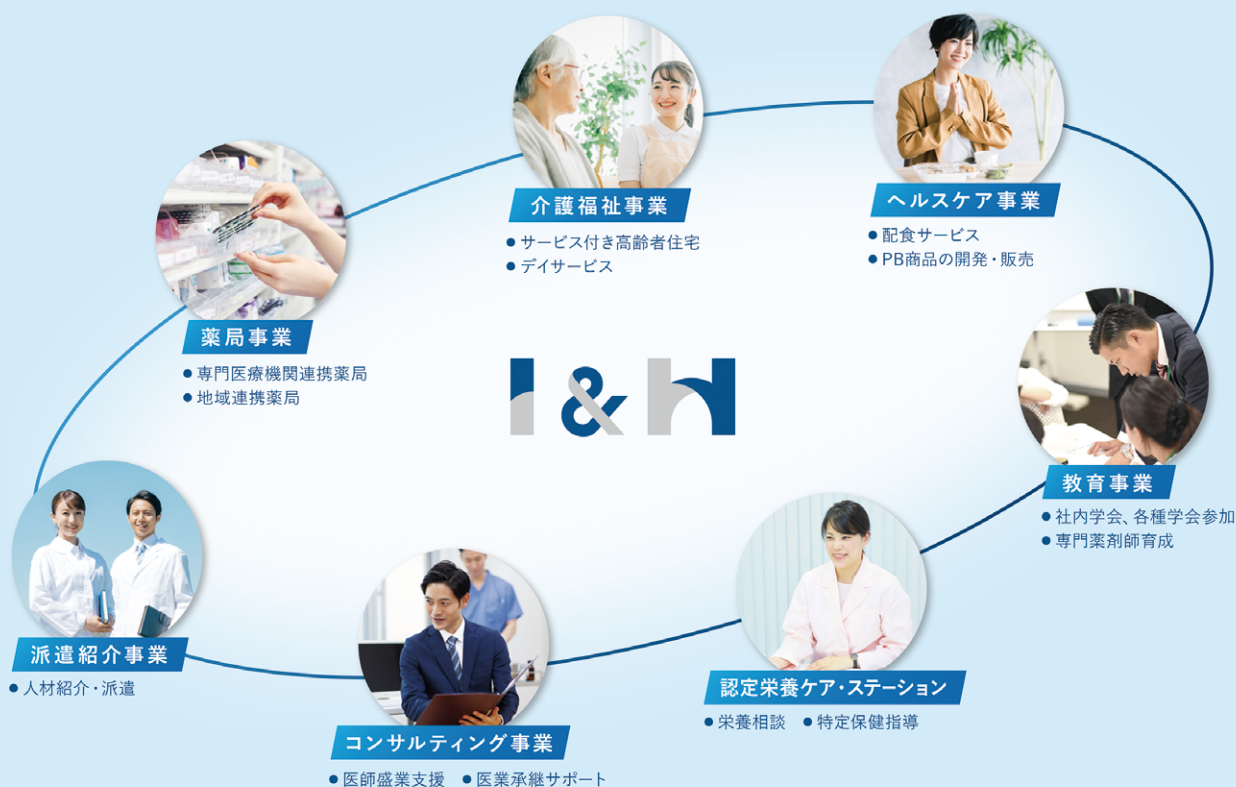 介護福祉事業
● サービス付き高齢者住宅
● デイサービス
ヘルスケア事業
● 配食サービス
● PB商品の開発・販売
薬局事業
● 専門医療機関連携薬局
● 地域連携薬局
I&H
教育事業
● 社内学会、各種学会参加
● 専門薬剤師育成
派遣紹介事業
● 人材紹介・派遣
認定栄養ケア・ステーション
● 栄養相談 ● 特定保健指導
コンサルティング事業
● 医師盛業支援 ● 医業承継サポート